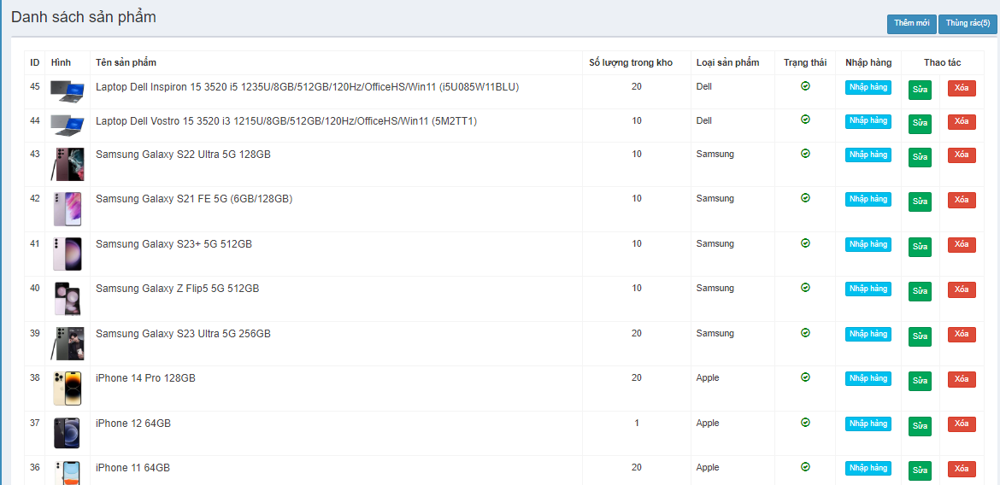 Danh sách sản phẩm
Thêm mới Thùng rác(5)
ID Hình Tên sản phẩm Số lượng trong kho Loại sản phẩm Trạng thái Nhập hàng Thao tác
45 Laptop Dell Inspiron 15 3520 i5 1235U/8GB/512GB/120Hz/OfficeHS/Win11 (i5U085W11BLU) 20 Dell Nhập hàng Sửa Xóa
44 Laptop Dell Vostro 15 3520 i3 1215U/8GB/512GB/120Hz/OfficeHS/Win11 (5M2TT1) 10 Dell Nhập hàng Sửa Xóa
43 Samsung Galaxy S22 Ultra 5G 128GB 10 Samsung Nhập hàng Sửa Xóa
42 Samsung Galaxy S21 FE 5G (6GB/128GB) 10 Samsung Nhập hàng Sửa Xóa
41 Samsung Galaxy S23+ 5G 512GB 10 Samsung Nhập hàng Sửa Xóa
40 Samsung Galaxy Z Flip5 5G 512GB 10 Samsung Nhập hàng Sửa Xóa
39 Samsung Galaxy S23 Ultra 5G 256GB 20 Samsung Nhập hàng Sửa Xóa
38 iPhone 14 Pro 128GB 20 Apple Nhập hàng Sửa Xóa
37 iPhone 12 64GB 1 Apple Nhập hàng Sửa Xóa
36 iPhone 11 64GB 20 Apple Nhập hàng Sửa Xóa